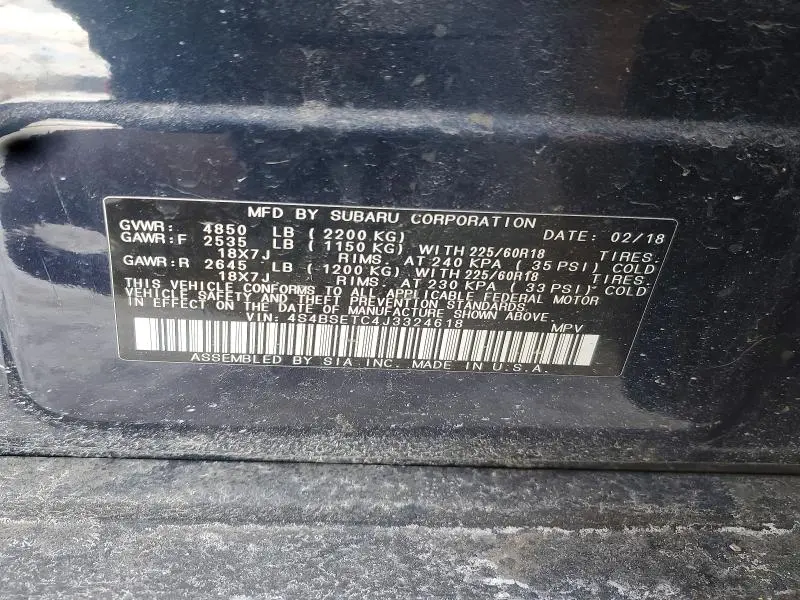 MFD BY SUBARU CORPORATION
GVWR: 4850 LB (2200 KG) DATE: 02/18
GAWR:F 2535 LB (1150 KG) WITH 225/60R18 TIRES.
18X7J RIMS. AT 240 KPA ( 35 PSI) COLD
GAWR:R 2645 LB (1200 KG) WITH 225/60R18 TIRES.
18X7J RIMS. AT 230 KPA ( 33 PSI) COLD
THIS VEHICLE CONFORMS TO ALL APPLICABLE FEDERAL MOTOR
VEHICLE SAFETY AND THEFT PREVENTION STANDARDS
IN EFFECT ON THE DATE OF MANUFACTURE SHOWN ABOVE.
VIN: 4S4BSETC4J3324618 MPV
ASSEMBLED BY SIA INC. MADE IN U.S.A.